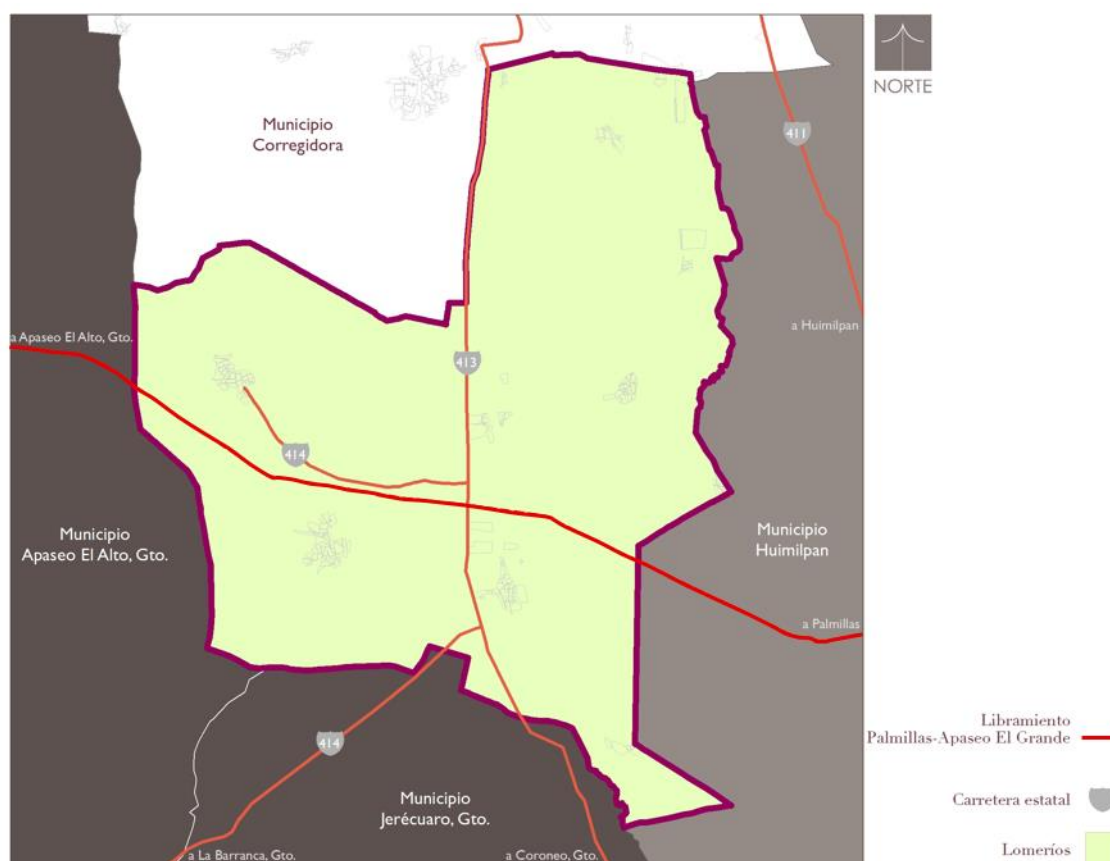 NORTE
Municipio
Corregidora
411
a Apaseo El Alto, Gto.
a Huimilpan
413
414
Municipio
Apaseo El Alto, Gto.
Municipio
Huimilpan
a Palmillas
414
Municipio
Jerécuaro, Gto.
a La Barranca, Gto.
a Coroneo, Gto.
Libramiento
Palmillas-Apaseo El Grande
Carretera estatal
Lomeríos